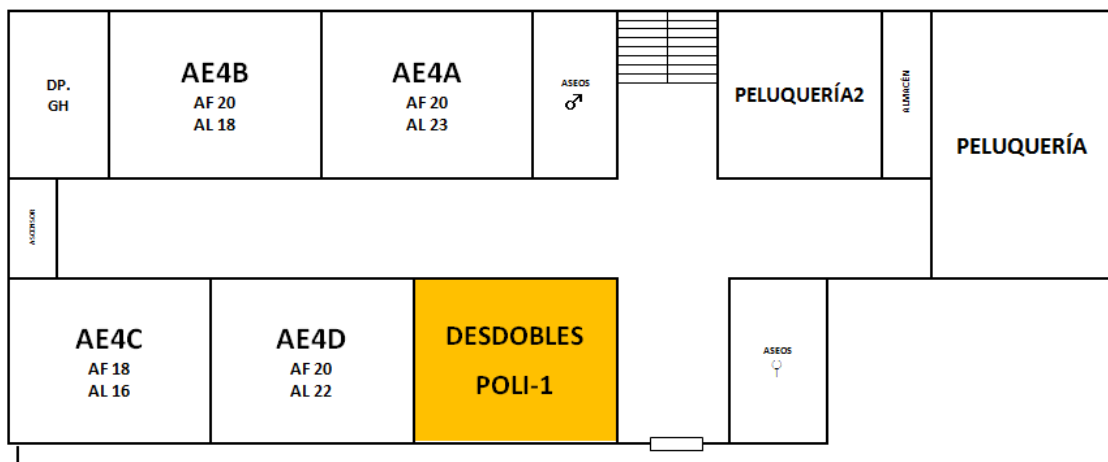 DP.
GH
AE4B
AF 20
AL 18
AE4A
AF 20
AL 23
ASEOS
♂
PELUQUERÍA2
ALMACÉN
PELUQUERÍA
ASCENSOR
AE4C
AF 18
AL 16
AE4D
AF 20
AL 22
DESDOBLES
POLI-1
ASEOS